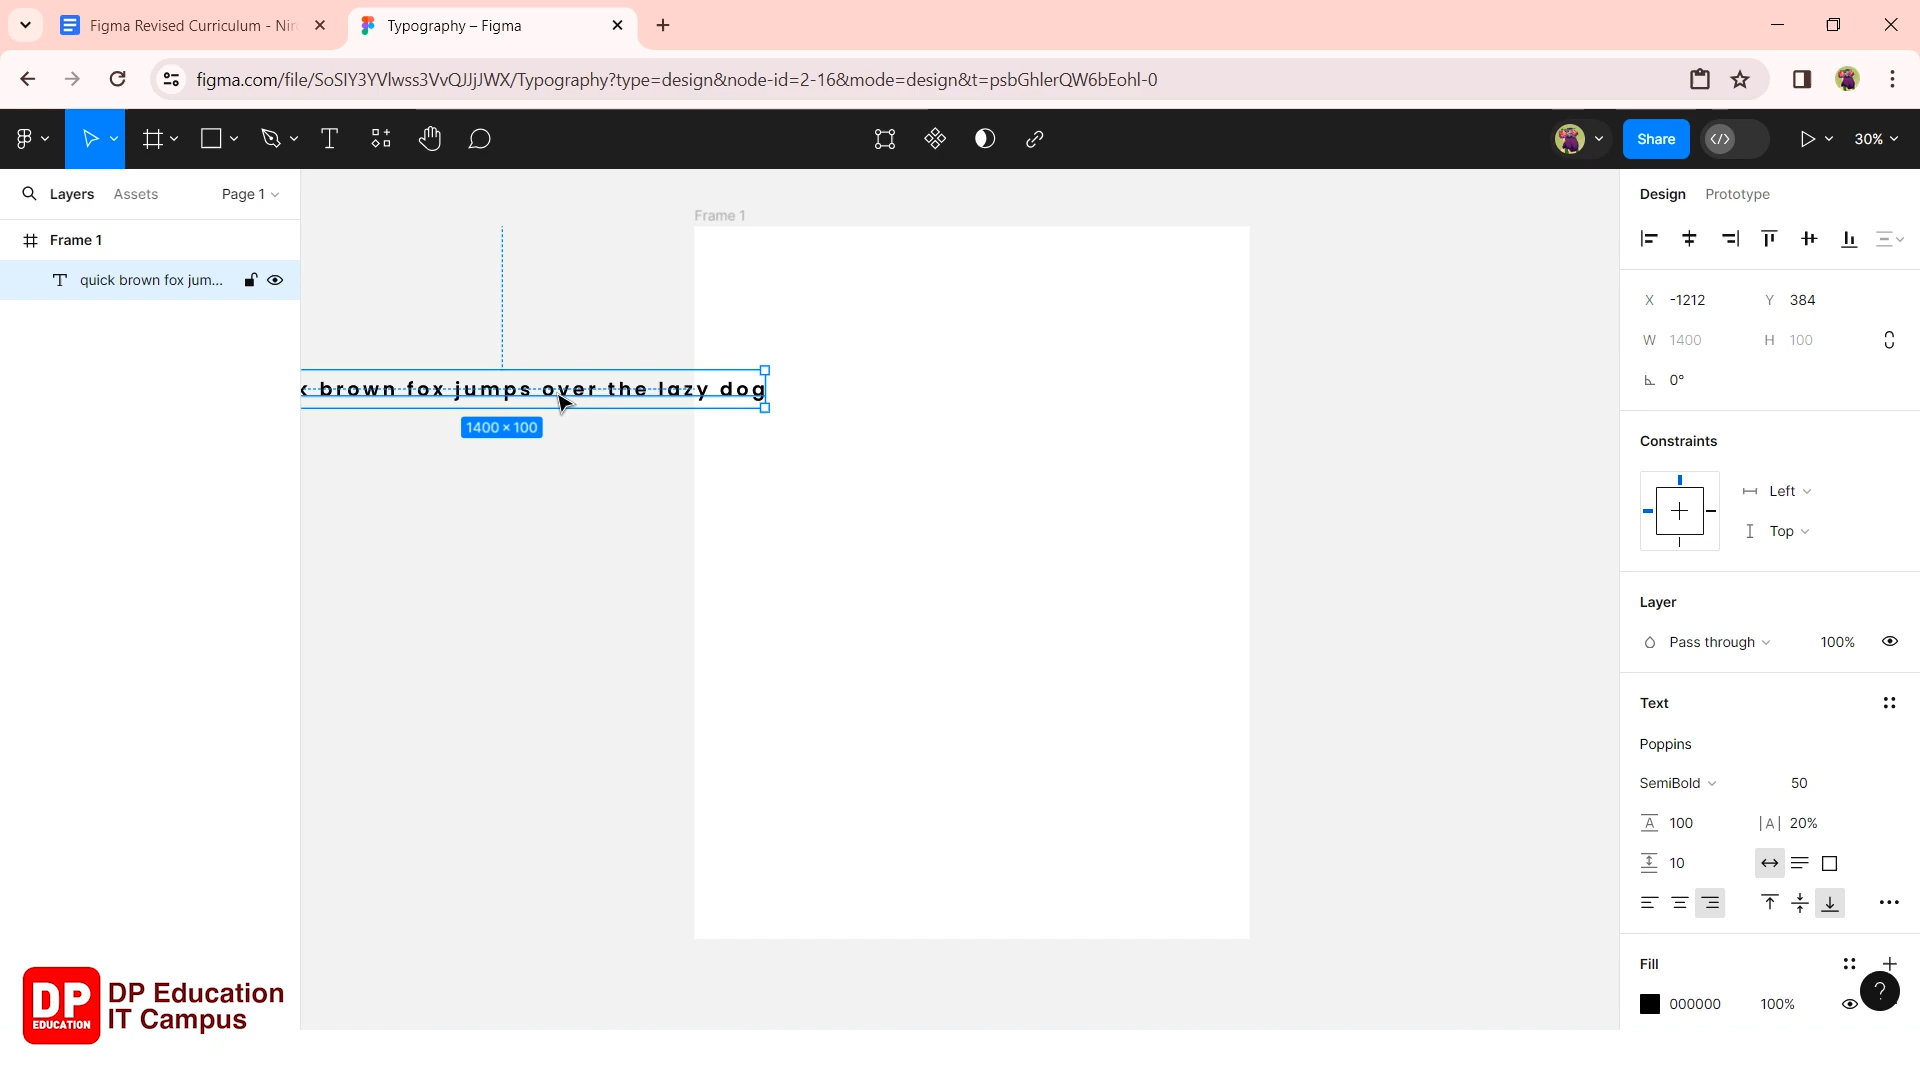 Figma Revised Curriculum - Nir
Typography – Figma
figma.com/file/SoSIY3YVlwss3VvQJJjJWX/Typography?type=design&node-id=2-16&mode=design&t=psbGhlerQW6bEohl-0
Share
30%
Layers
Assets
Page 1
Frame 1
quick brown fox jum...
Frame 1
brown fox jumps over the lazy dog
1400 × 100
Design
Prototype
X -1212
Y 384
W 1400
H 100
0°
Constraints
Left
Top
Layer
Pass through
100%
Text
Poppins
SemiBold
50
100
20%
10
Fill
000000
100%
?
DP
EDUCATION
DP Education
IT Campus